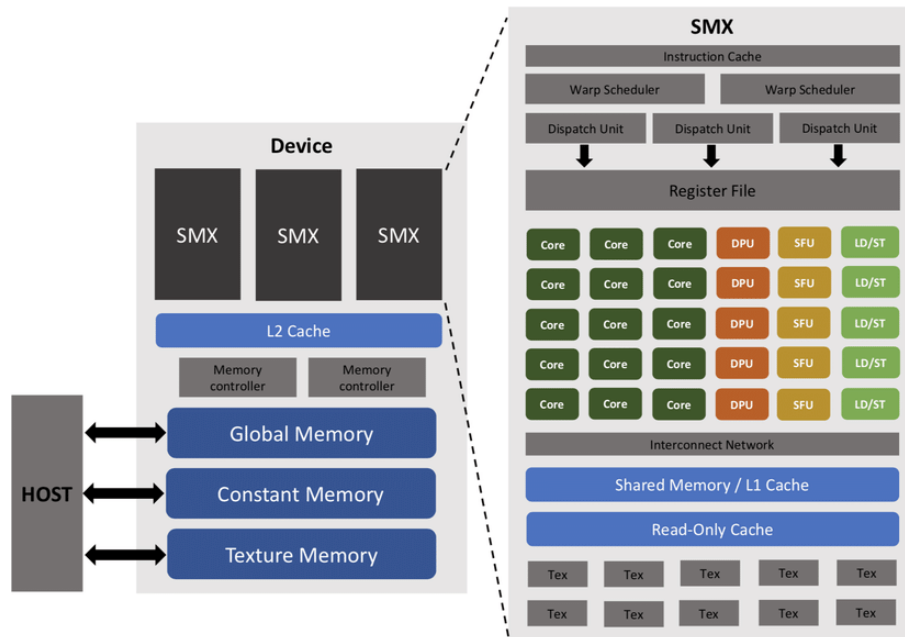 Device
SMX
SMX
SMX
L2 Cache
Memory
controller
Memory
controller
HOST
Global Memory
Constant Memory
Texture Memory
SMX
Instruction Cache
Warp Scheduler
Warp Scheduler
Dispatch Unit
Dispatch Unit
Dispatch Unit
Register File
Core Core Core DPU SFU LD/ST
Core Core Core DPU SFU LD/ST
Core Core Core DPU SFU LD/ST
Core Core Core DPU SFU LD/ST
Core Core Core DPU SFU LD/ST
Interconnect Network
Shared Memory / L1 Cache
Read-Only Cache
Tex Tex Tex Tex Tex
Tex Tex Tex Tex Tex